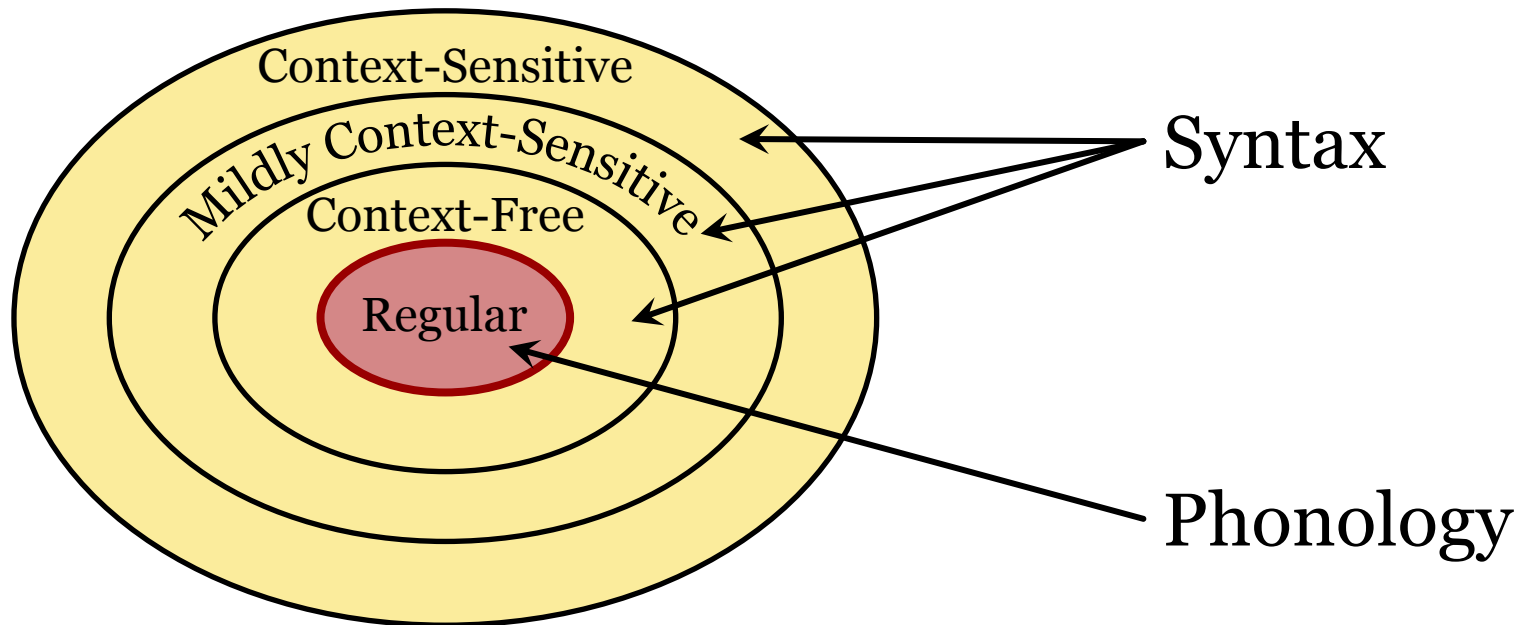 Context-Sensitive
Mildly Context-Sensitive
Context-Free
Regular
Syntax
Phonology